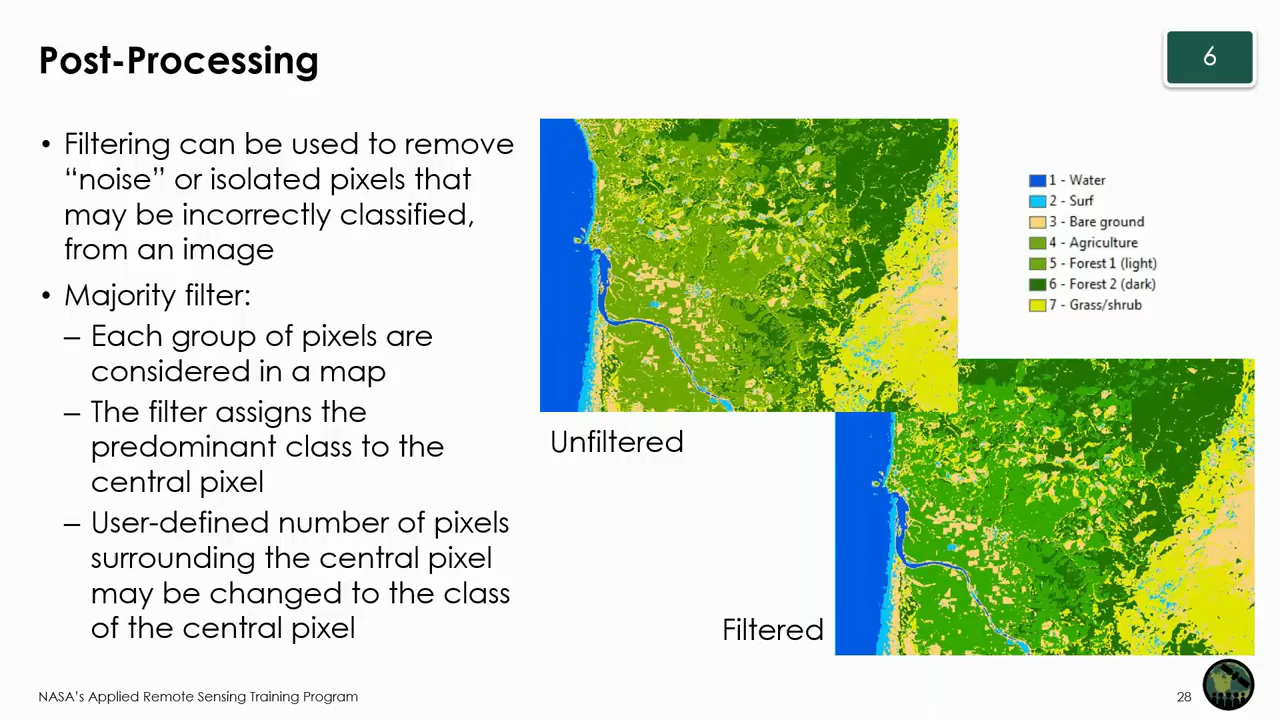 Post-Processing
6
• Filtering can be used to remove
“noise” or isolated pixels that
may be incorrectly classified,
from an image
• Majority filter:
– Each group of pixels are
considered in a map
– The filter assigns the
predominant class to the
central pixel
– User-defined number of pixels
surrounding the central pixel
may be changed to the class
of the central pixel
1 - Water
2 - Surf
3 - Bare ground
4 - Agriculture
5 - Forest 1 (light)
6 - Forest 2 (dark)
7 - Grass/shrub
Unfiltered
Filtered
NASA’s Applied Remote Sensing Training Program
28